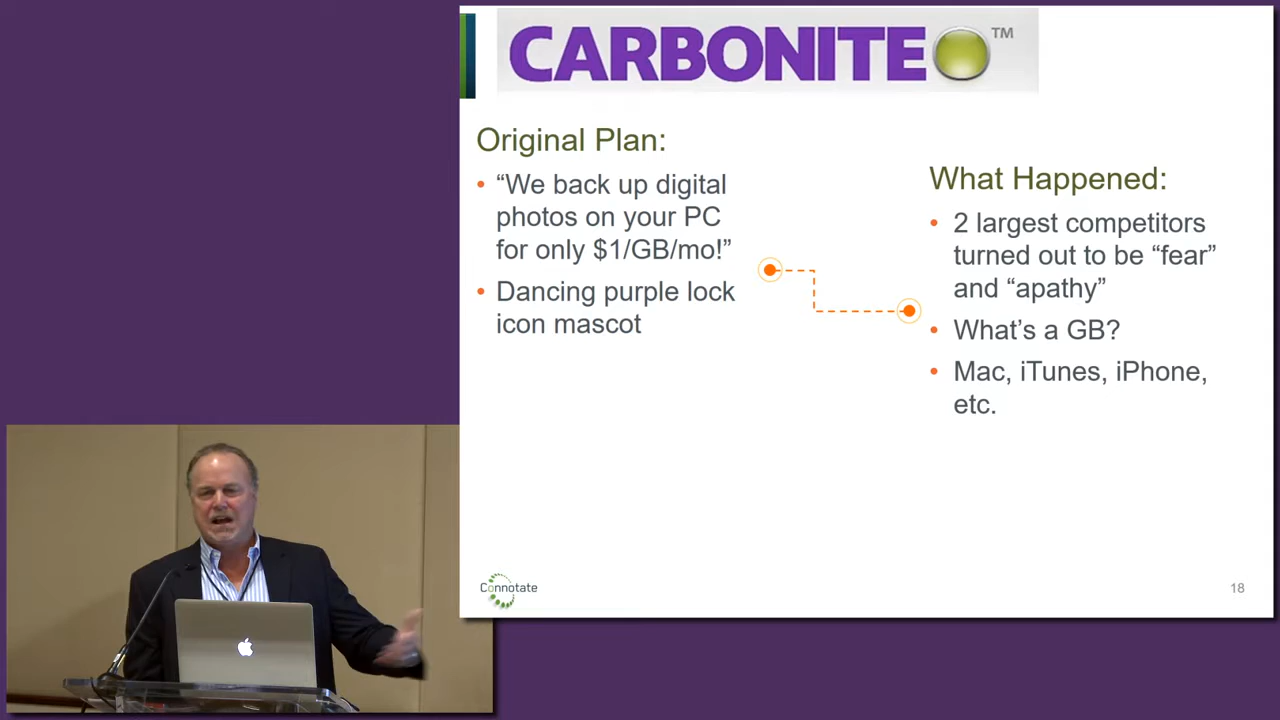 CARBONITE™
Original Plan:
• “We back up digital
photos on your PC
for only $1/GB/mo!”
• Dancing purple lock
icon mascot
What Happened:
• 2 largest competitors
turned out to be “fear”
and “apathy”
• What’s a GB?
• Mac, iTunes, iPhone,
etc.
Connotate
18